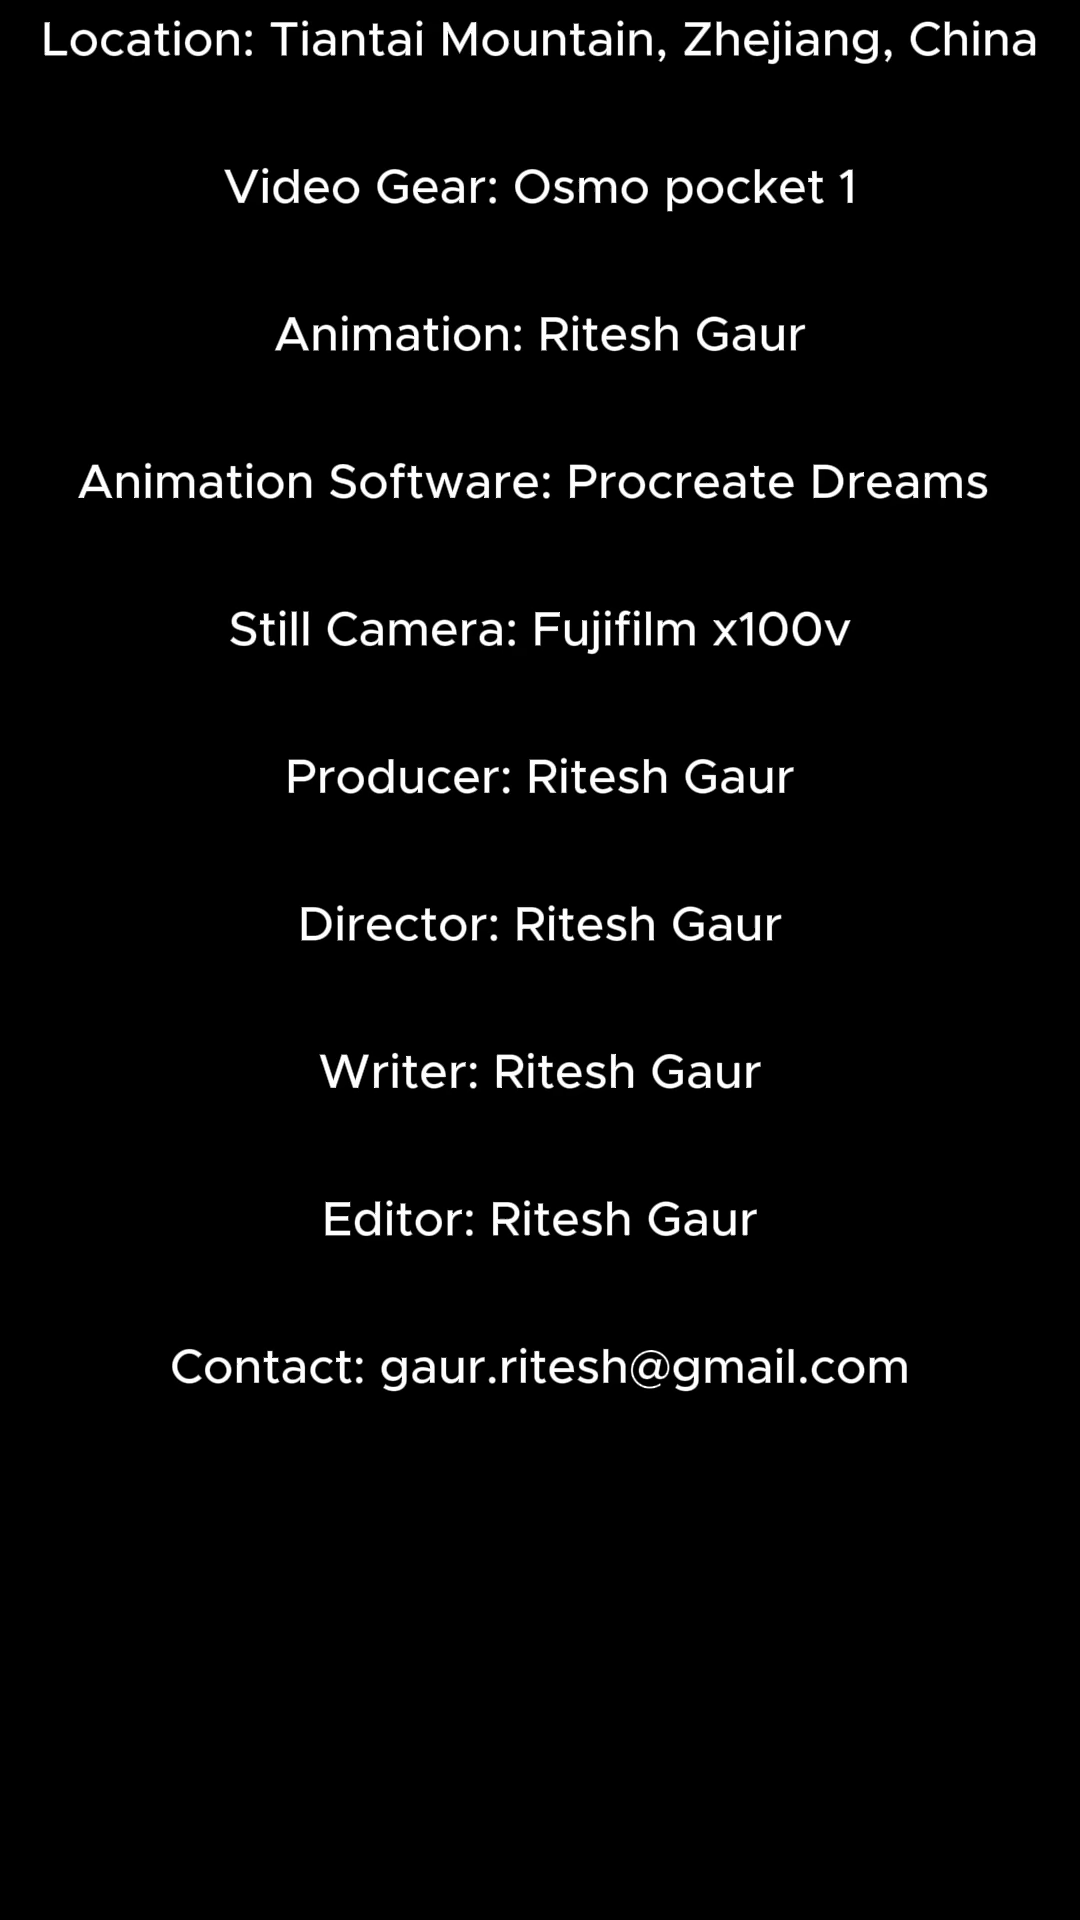 Location: Tiantai Mountain, Zhejiang, China
Video Gear: Osmo pocket 1
Animation: Ritesh Gaur
Animation Software: Procreate Dreams
Still Camera: Fujifilm x100v
Producer: Ritesh Gaur
Director: Ritesh Gaur
Writer: Ritesh Gaur
Editor: Ritesh Gaur
Contact: gaur.ritesh@gmail.com